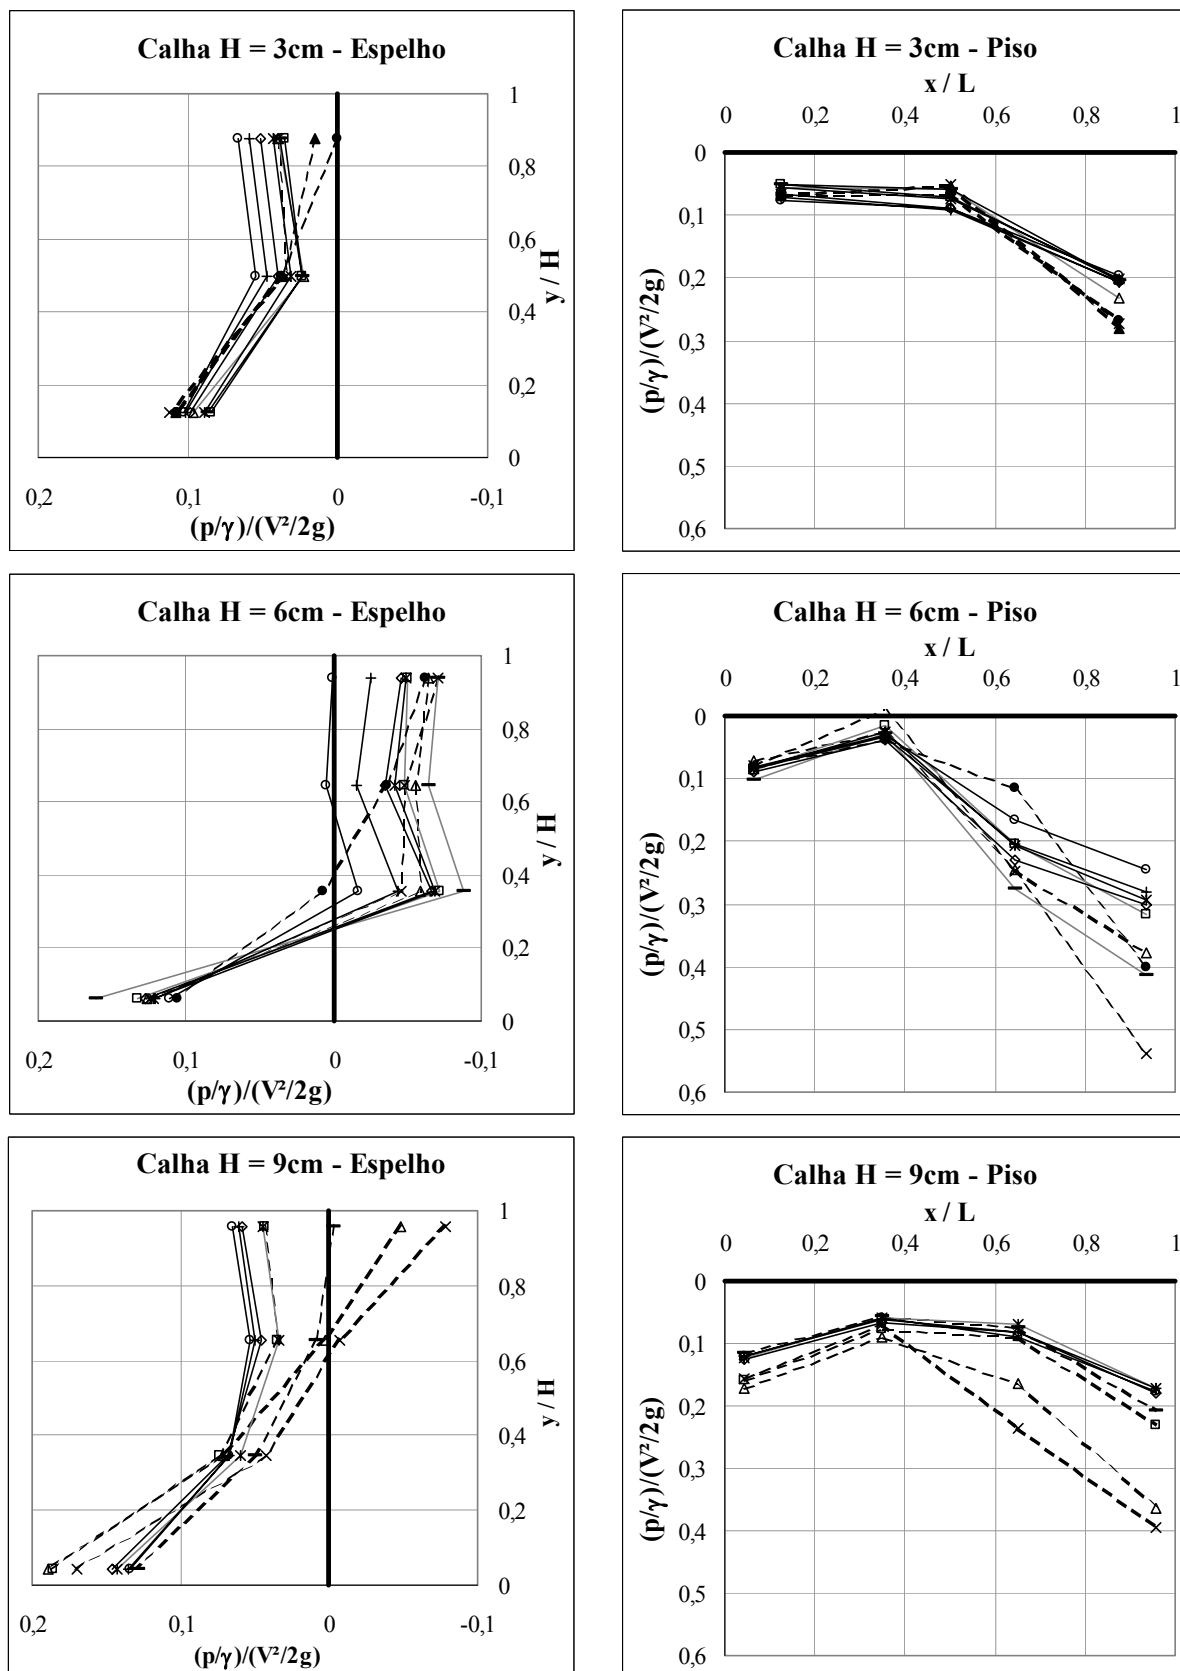 Calha H = 3cm - Espelho
1
0,8
0,6
0,4
0,2
0
y / H
0,2 0,1 0 -0,1
(p/γ)/(V²/2g)
Calha H = 3cm - Piso
x / L
0 0,2 0,4 0,6 0,8 1
0
0,1
0,2
0,3
0,4
0,5
0,6
(p/γ)/(V²/2g)
Calha H = 6cm - Espelho
1
0,8
0,6
0,4
0,2
0
y / H
0,2 0,1 0 -0,1
(p/γ)/(V²/2g)
Calha H = 6cm - Piso
x / L
0 0,2 0,4 0,6 0,8 1
0
0,1
0,2
0,3
0,4
0,5
0,6
(p/γ)/(V²/2g)
Calha H = 9cm - Espelho
1
0,8
0,6
0,4
0,2
0
y / H
0,2 0,1 0 -0,1
(p/γ)/(V²/2g)
Calha H = 9cm - Piso
x / L
0 0,2 0,4 0,6 0,8 1
0
0,1
0,2
0,3
0,4
0,5
0,6
(p/γ)/(V²/2g)